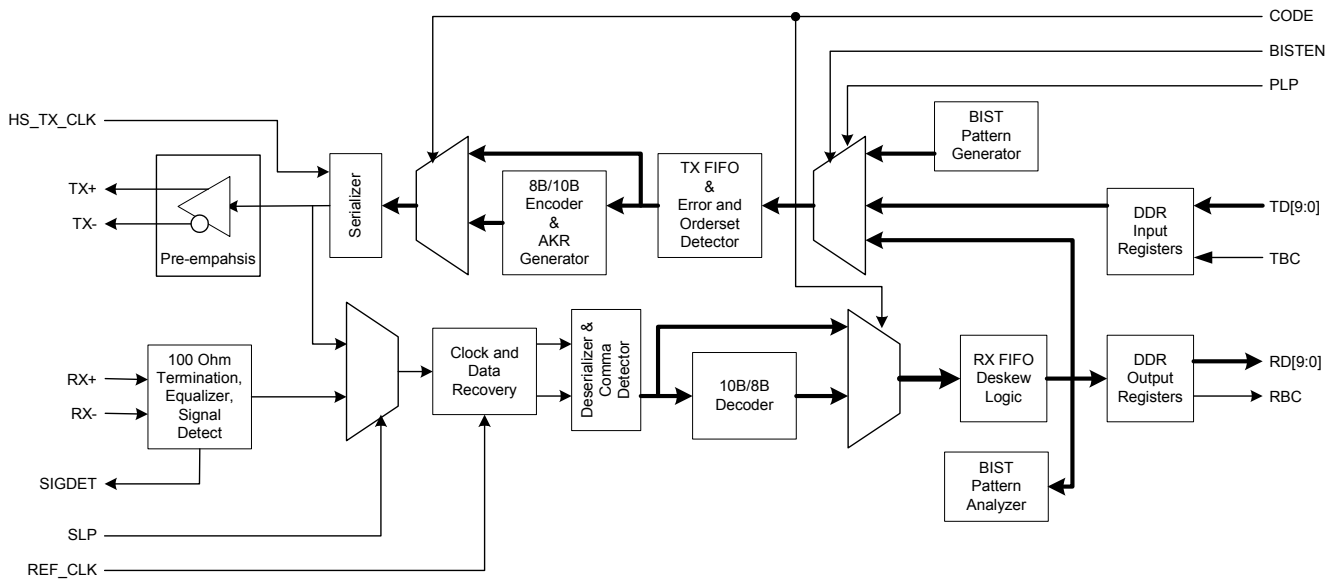 CODE
BISTEN
PLP
HS_TX_CLK
BIST
Pattern
Generator
TX+
TX-
Pre-empahsis
Serializer
8B/10B
Encoder
&
AKR
Generator
TX FIFO
&
Error and
Orderset
Detector
DDR
Input
Registers
TD[9:0]
TBC
RX+
RX-
100 Ohm
Termination,
Equalizer,
Signal
Detect
Clock and
Data
Recovery
Deserializer &
Comma
Detector
10B/8B
Decoder
RX FIFO
Deskew
Logic
DDR
Output
Registers
RD[9:0]
RBC
SIGDET
BIST
Pattern
Analyzer
SLP
REF_CLK